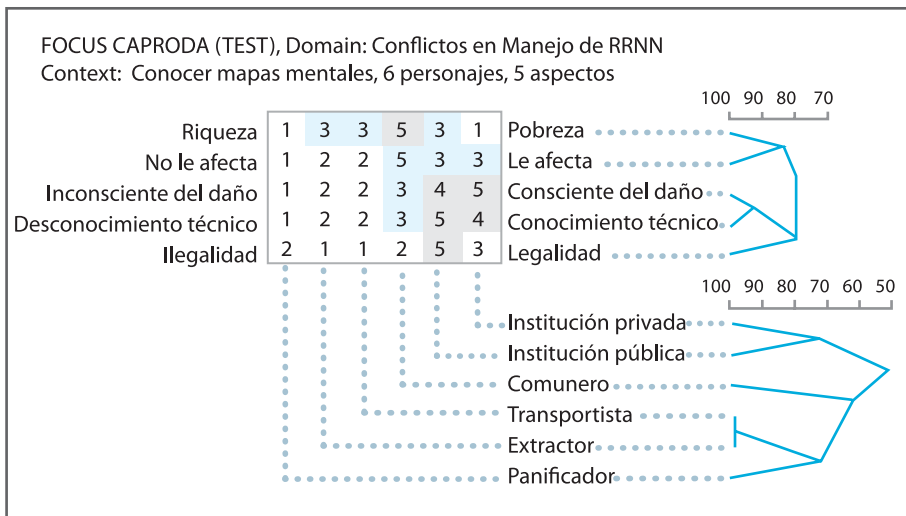 FOCUS CAPRODA (TEST), Domain: Conflictos en Manejo de RRNN
Context: Conocer mapas mentales, 6 personajes, 5 aspectos
100 90 80 70
Riqueza 1 3 3 5 3 1 Pobreza
No le afecta 1 2 2 5 3 3 Le afecta
Inconsciente del daño 1 2 2 3 4 5 Consciente del daño
Desconocimiento técnico 1 2 2 3 5 4 Conocimiento técnico
Ilegalidad 2 1 1 2 5 3 Legalidad
100 90 80 70 60 50
Institución privada
Institución pública
Comunero
Transportista
Extractor
Panificador